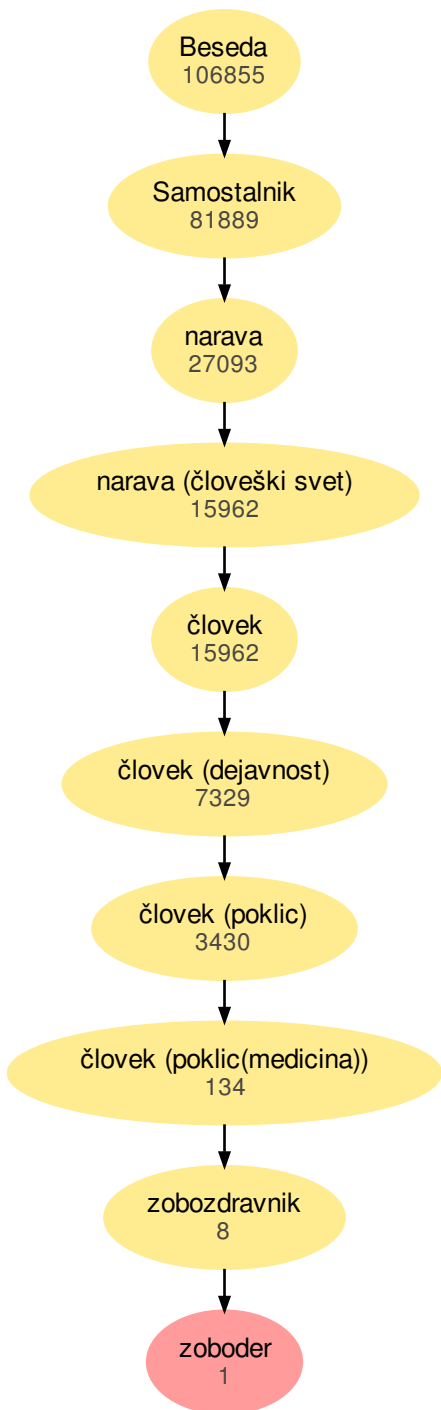 Beseda
106855
Samostalnik
81889
narava
27093
narava (človeški svet)
15962
človek
15962
človek (dejavnost)
7329
človek (poklic)
3430
človek (poklic(medicina))
134
zobozdravnik
8
zoboder
1